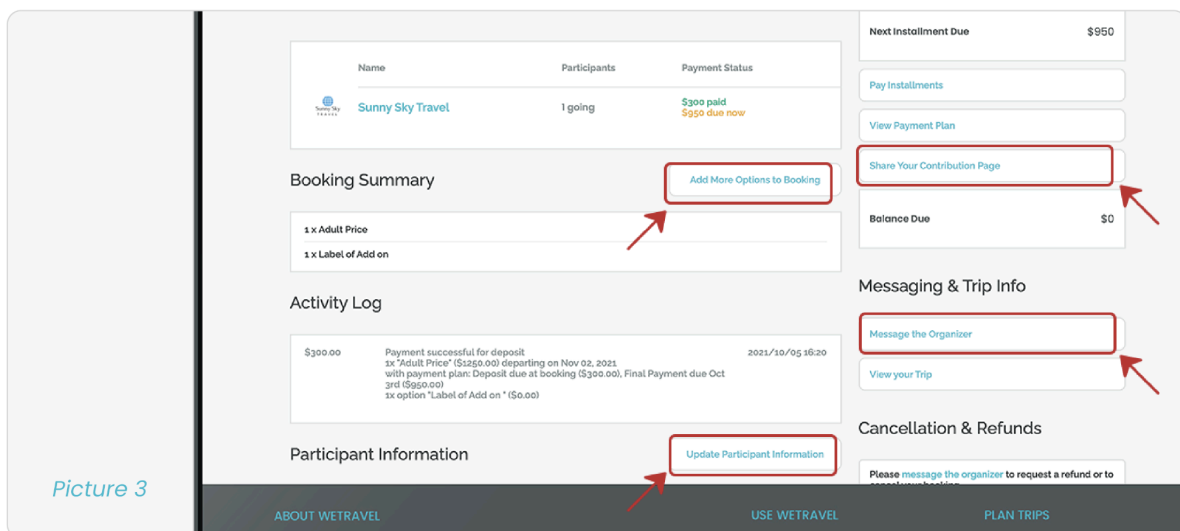 Name Participants Payment Status
Sunny Sky
TRAVEL
Sunny Sky Travel
1 going
$300 paid
$950 due now
Booking Summary
Add More Options to Booking
1 x Adult Price
1 x Label of Add on
Activity Log
$300.00
Payment successful for deposit
1x "Adult Price" ($1250.00) departing on Nov 02, 2021
with payment plan: Deposit due at booking ($300.00), Final Payment due Oct
3rd ($950.00)
1x option "Label of Add on " ($0.00)
2021/10/05 16:20
Participant Information
Update Participant Information
Next Installment Due $950
Pay Installments
View Payment Plan
Share Your Contribution Page
Balance Due $0
Messaging & Trip Info
Message the Organizer
View your Trip
Cancellation & Refunds
Please message the organizer to request a refund or to
cancel your booking
Picture 3
ABOUT WETRAVEL USE WETRAVEL PLAN TRIPS